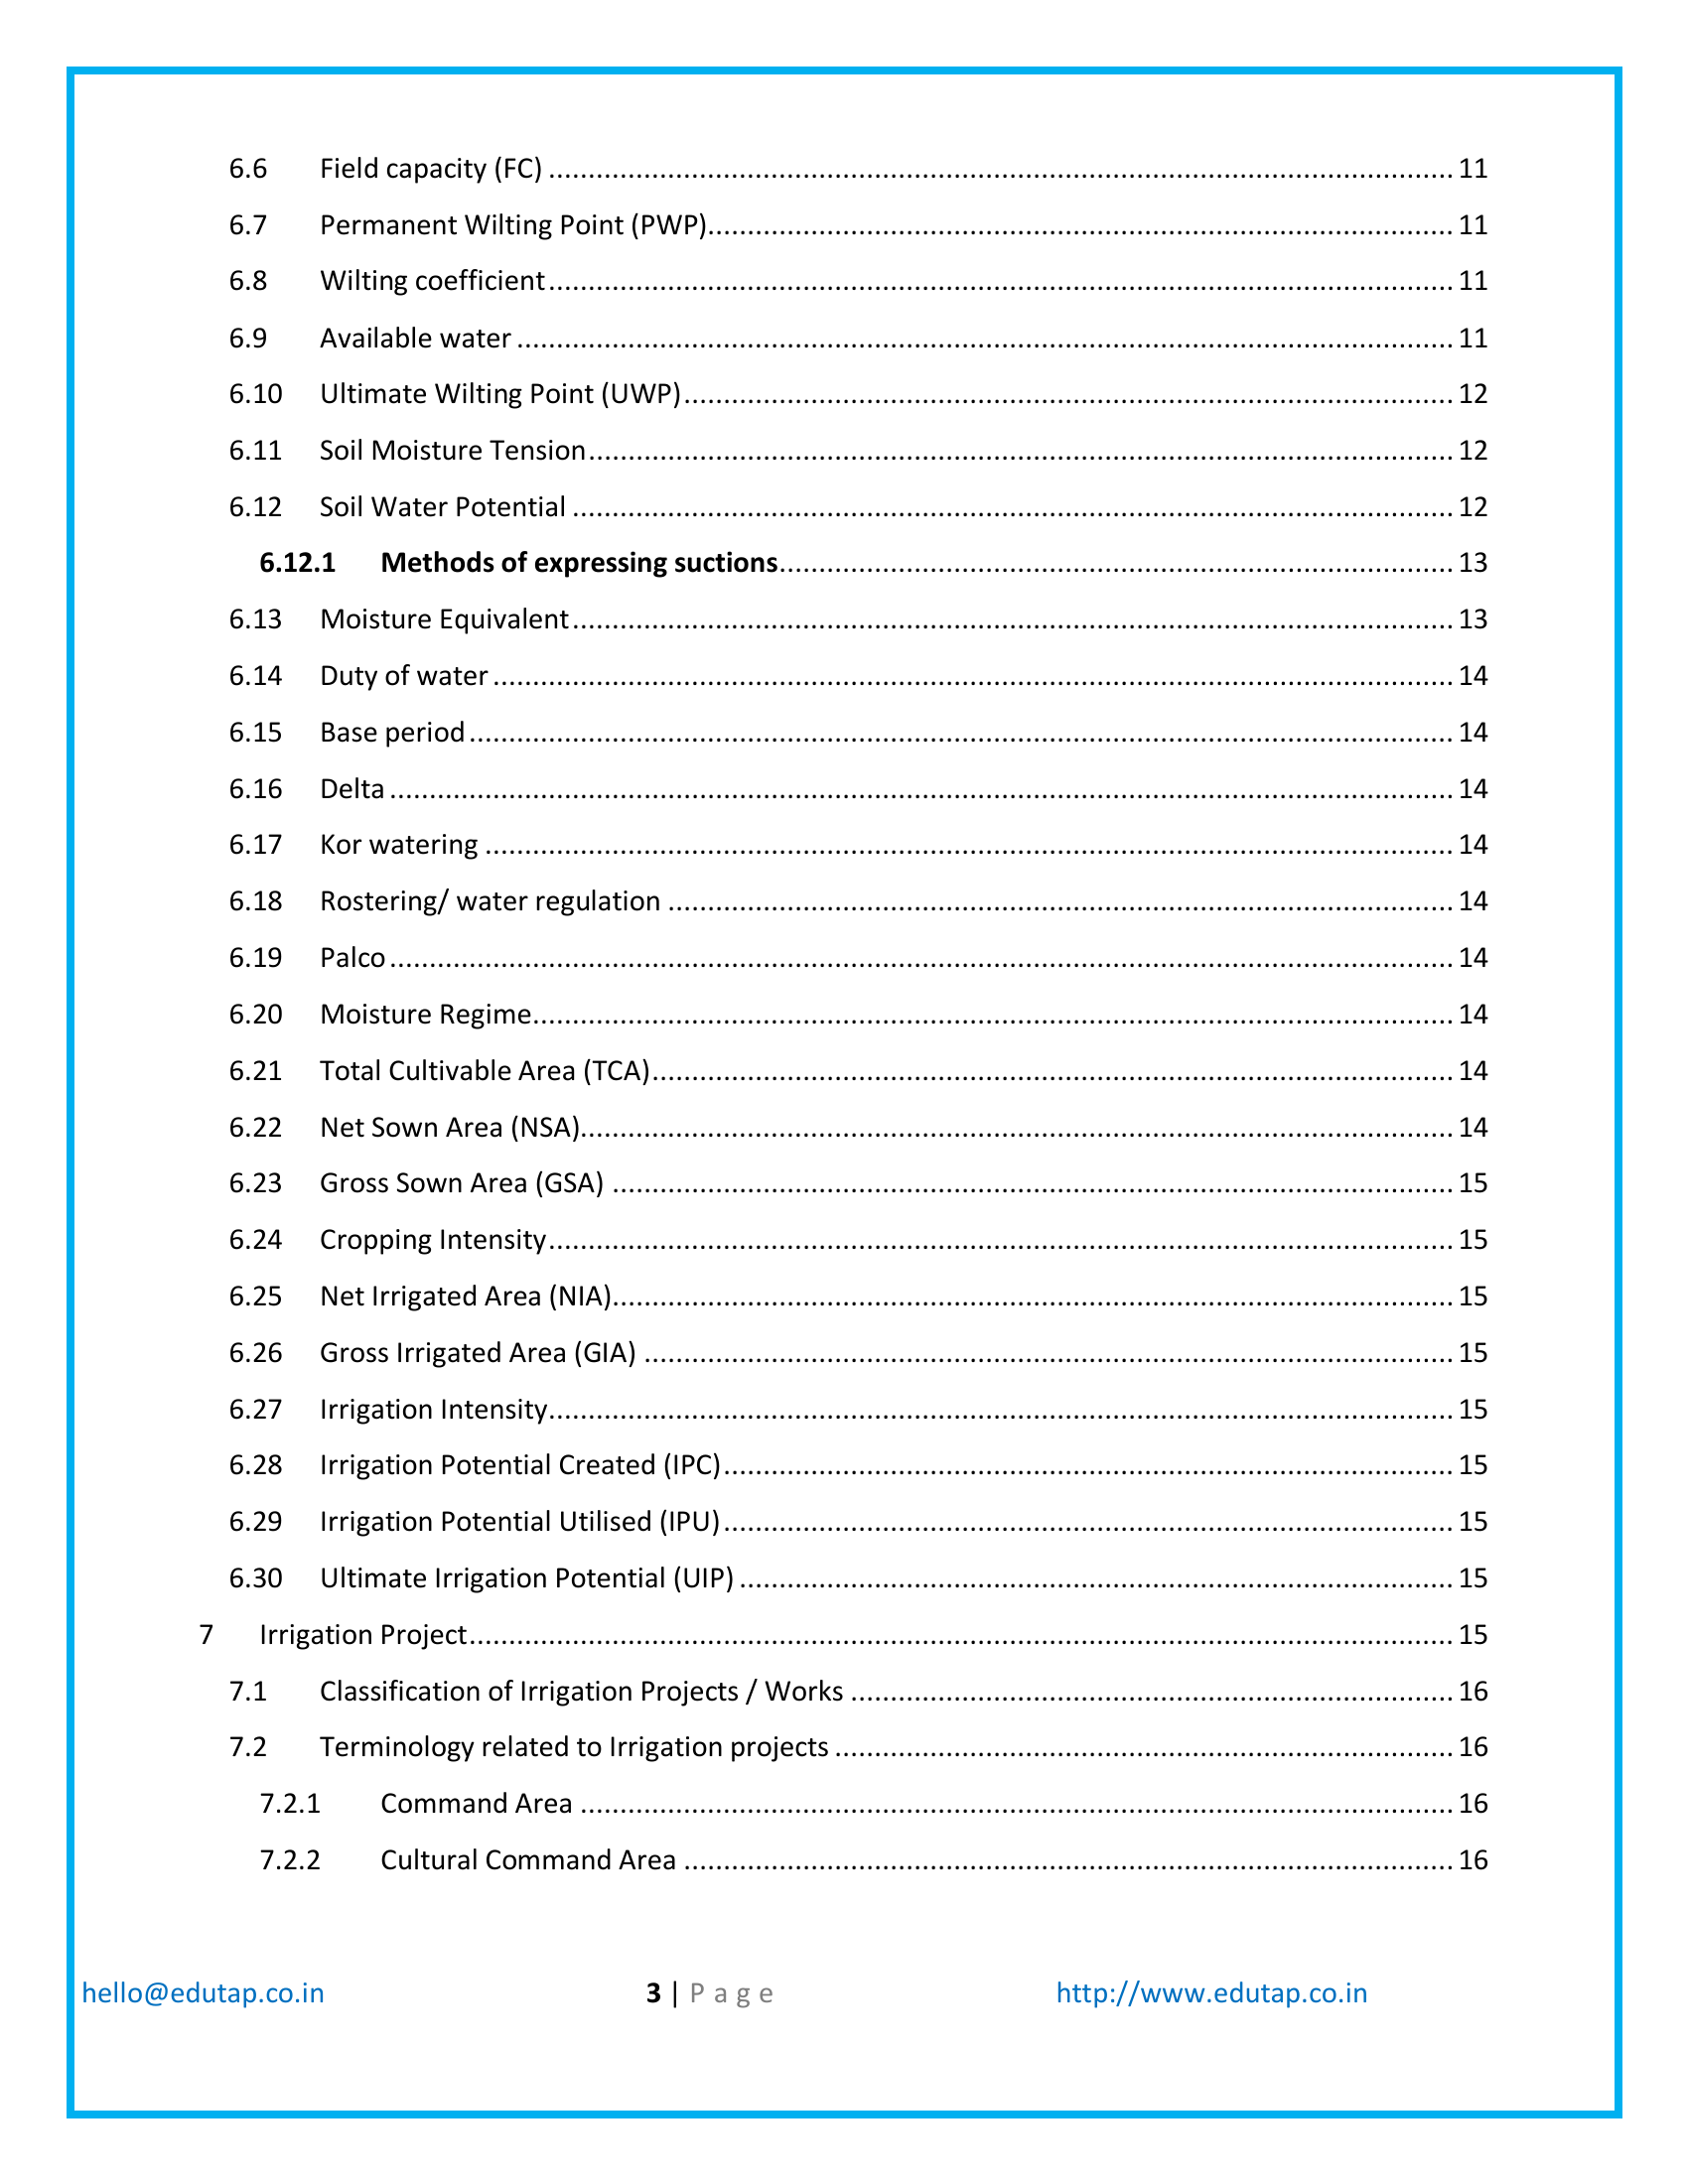 6.6 Field capacity (FC) ........ 11
6.7 Permanent Wilting Point (PWP)........ 11
6.8 Wilting coefficient........ 11
6.9 Available water ........ 11
6.10 Ultimate Wilting Point (UWP)........ 12
6.11 Soil Moisture Tension........ 12
6.12 Soil Water Potential ........ 12
6.12.1 Methods of expressing suctions........ 13
6.13 Moisture Equivalent........ 13
6.14 Duty of water ........ 14
6.15 Base period........ 14
6.16 Delta ........ 14
6.17 Kor watering ........ 14
6.18 Rostering/ water regulation ........ 14
6.19 Palco ........ 14
6.20 Moisture Regime........ 14
6.21 Total Cultivable Area (TCA)........ 14
6.22 Net Sown Area (NSA)........ 14
6.23 Gross Sown Area (GSA) ........ 15
6.24 Cropping Intensity........ 15
6.25 Net Irrigated Area (NIA)........ 15
6.26 Gross Irrigated Area (GIA) ........ 15
6.27 Irrigation Intensity........ 15
6.28 Irrigation Potential Created (IPC)........ 15
6.29 Irrigation Potential Utilised (IPU)........ 15
6.30 Ultimate Irrigation Potential (UIP) ........ 15
7 Irrigation Project........ 15
7.1 Classification of Irrigation Projects / Works ........ 16
7.2 Terminology related to Irrigation projects ........ 16
7.2.1 Command Area ........ 16
7.2.2 Cultural Command Area ........ 16
hello@edutap.co.in 3 | Page http://www.edutap.co.in